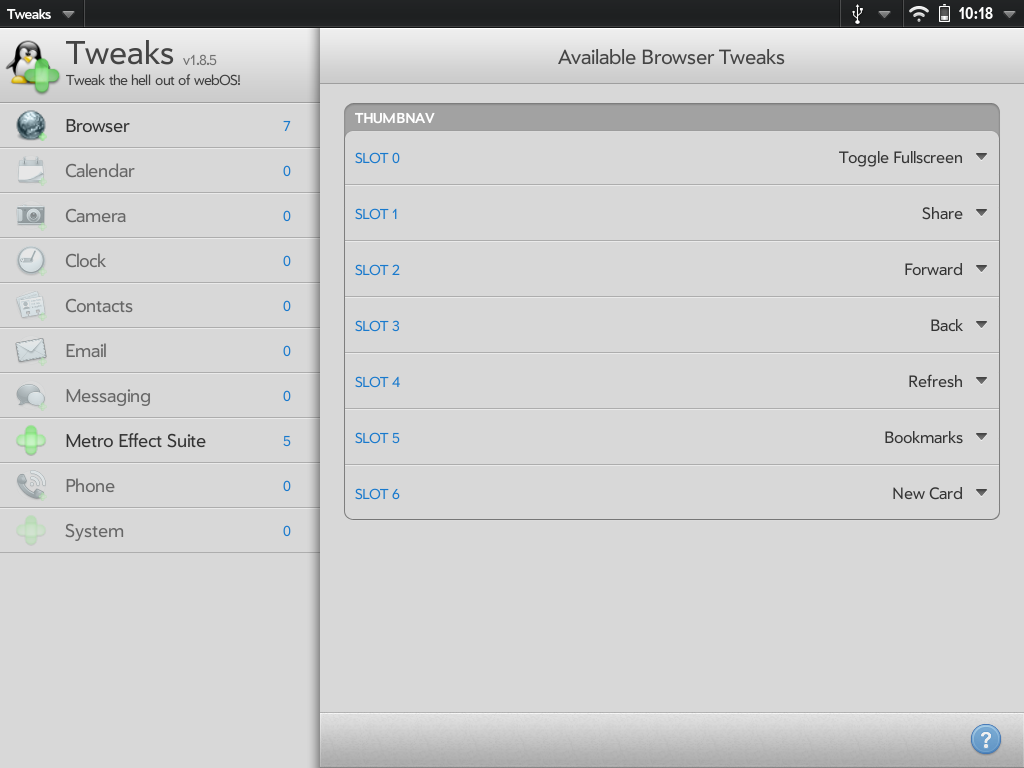 Tweaks
10:18
Tweaks v1.8.5
Tweak the hell out of webOS!
Browser 7
Calendar 0
Camera 0
Clock 0
Contacts 0
Email 0
Messaging 0
Metro Effect Suite 5
Phone 0
System 0
Available Browser Tweaks
THUMBNAV
SLOT 0 Toggle Fullscreen
SLOT 1 Share
SLOT 2 Forward
SLOT 3 Back
SLOT 4 Refresh
SLOT 5 Bookmarks
SLOT 6 New Card
?